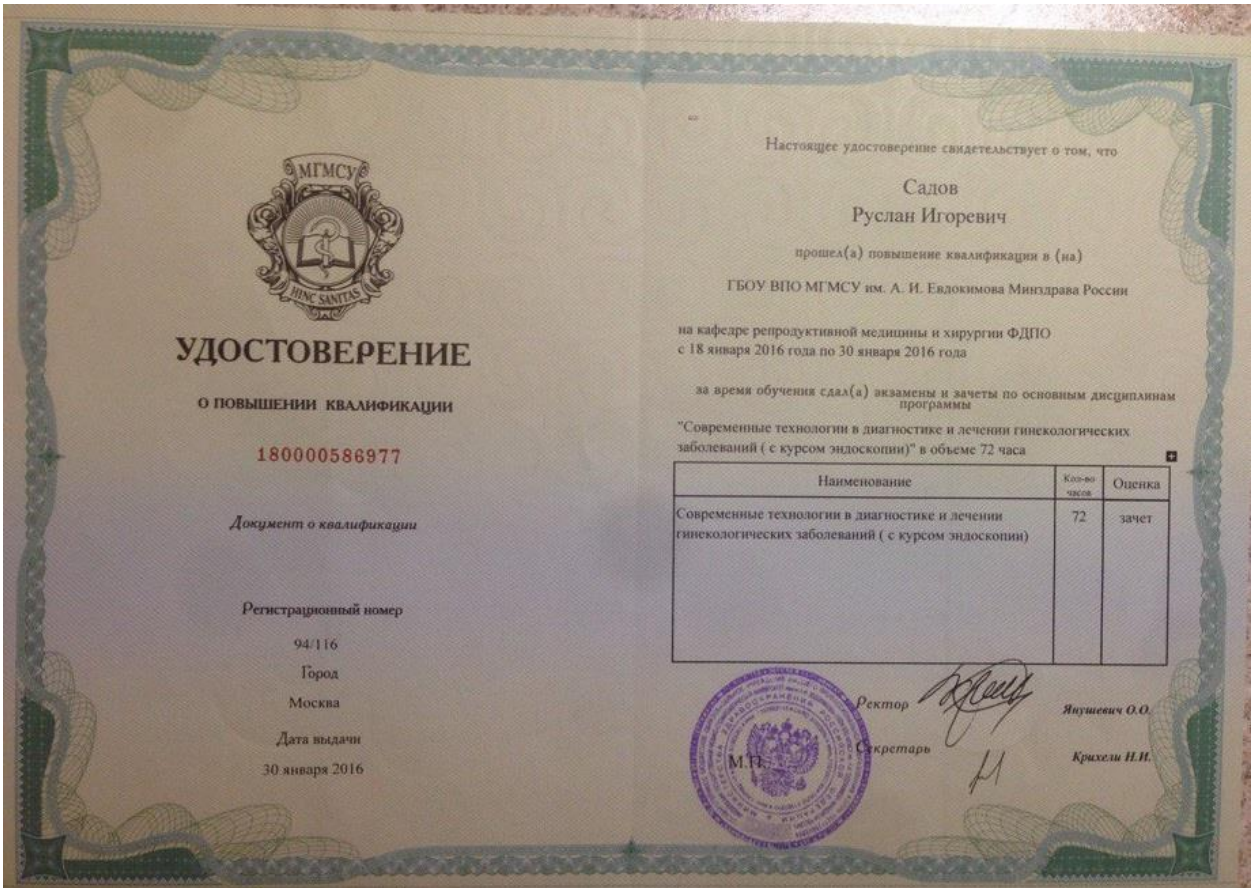 МГМСУ
HINC SANITAS
УДОСТОВЕРЕНИЕ
О ПОВЫШЕНИИ КВАЛИФИКАЦИИ
180000586977
Документ о квалификации
Регистрационный номер
94/116
Город
Москва
Дата выдачи
30 января 2016
Настоящее удостоверение свидетельствует о том, что
Садов
Руслан Игоревич
прошел(а) повышение квалификации в (на)
ГБОУ ВПО МГМСУ им. А. И. Евдокимова Минздрава России
на кафедре репродуктивной медицины и хирургии ФДПО
с 18 января 2016 года по 30 января 2016 года
за время обучения сдал(а) акзамены и зачеты по основным дисциплинам
программы
"Современные технологии в диагностике и лечении гинекологических
заболеваний ( с курсом эндоскопии)" в объеме 72 часа
Наименование
Кол-во
часов
Оценка
Современные технологии в диагностике и лечении
гинекологических заболеваний ( с курсом эндоскопии)
72
зачет
Ректор
Янушевич О.О.
Секретарь
Крихели Н.И.
М.П.